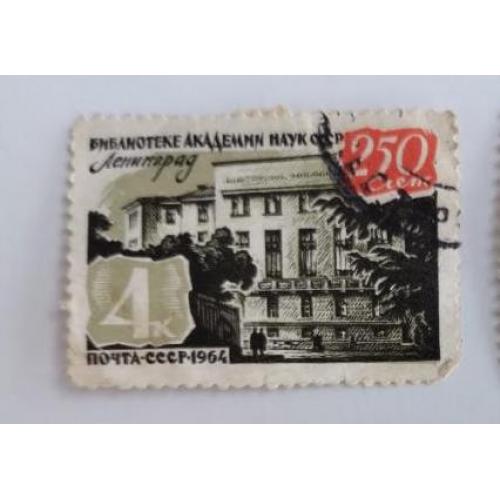 БИБЛИОТЕКЕ АКАДЕМИИ НАУК СССР
Ленинград
250
лет
4к
ПОЧТА·СССР·1964